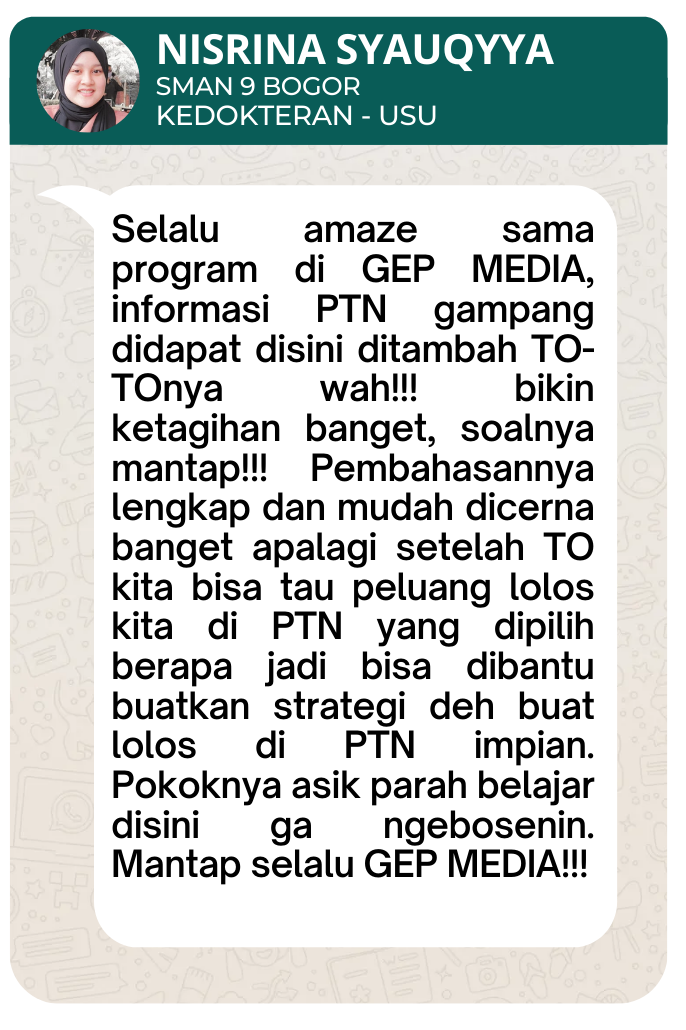 NISRINA SYAUQYYA
SMAN 9 BOGOR
KEDOKTERAN - USU
Selalu amaze sama
program di GEP MEDIA,
informasi PTN gampang
didapat disini ditambah TO-
TOnya wah!!! bikin
ketagihan banget, soalnya
mantap!!! Pembahasannya
lengkap dan mudah dicerna
banget apalagi setelah TO
kita bisa tau peluang lolos
kita di PTN yang dipilih
berapa jadi bisa dibantu
buatkan strategi deh buat
lolos di PTN impian.
Pokoknya asik parah belajar
disini ga ngebosenin.
Mantap selalu GEP MEDIA!!!